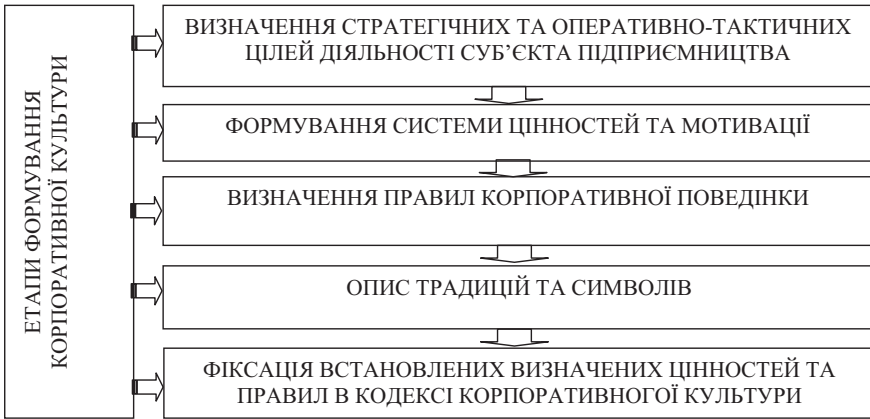 ЕТАПИ ФОРМУВАННЯ
КОРПОРАТИВНОЇ КУЛЬТУРИ
ВИЗНАЧЕННЯ СТРАТЕГІЧНИХ ТА ОПЕРАТИВНО-ТАКТИЧНИХ
ЦІЛЕЙ ДІЯЛЬНОСТІ СУБ’ЄКТА ПІДПРИЄМНИЦТВА
ФОРМУВАННЯ СИСТЕМИ ЦІННОСТЕЙ ТА МОТИВАЦІЇ
ВИЗНАЧЕННЯ ПРАВИЛ КОРПОРАТИВНОЇ ПОВЕДІНКИ
ОПИС ТРАДИЦІЙ ТА СИМВОЛІВ
ФІКСАЦІЯ ВСТАНОВЛЕНИХ ВИЗНАЧЕНИХ ЦІННОСТЕЙ ТА
ПРАВИЛ В КОДЕКСІ КОРПОРАТИВНОГОЇ КУЛЬТУРИ